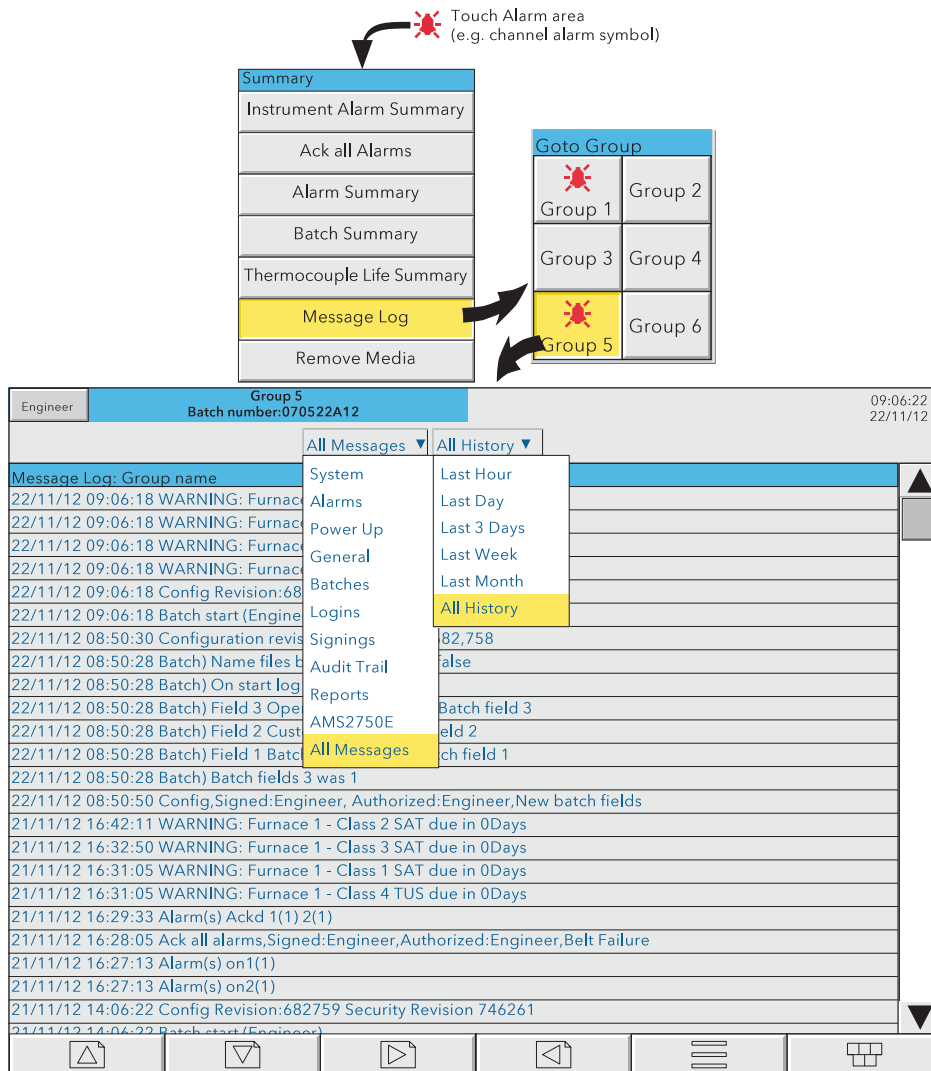 Touch Alarm area
(e.g. channel alarm symbol)
Summary
Instrument Alarm Summary
Ack all Alarms
Alarm Summary
Batch Summary
Thermocouple Life Summary
Message Log
Remove Media
Goto Group
Group 1
Group 2
Group 3
Group 4
Group 5
Group 6
Engineer
Group 5
Batch number:070522A12
09:06:22
22/11/12
All Messages ▼
All History ▼
System
Alarms
Power Up
General
Batches
Logins
Signings
Audit Trail
Reports
AMS2750E
All Messages
Last Hour
Last Day
Last 3 Days
Last Week
Last Month
All History
Message Log: Group name
22/11/12 09:06:18 WARNING: Furnace
22/11/12 09:06:18 WARNING: Furnace
22/11/12 09:06:18 WARNING: Furnace
22/11/12 09:06:18 WARNING: Furnace
22/11/12 09:06:18 Config Revision:68
22/11/12 09:06:18 Batch start (Engine
22/11/12 08:50:30 Configuration revis 82,758
22/11/12 08:50:28 Batch) Name files b false
22/11/12 08:50:28 Batch) On start log
22/11/12 08:50:28 Batch) Field 3 Ope Batch field 3
22/11/12 08:50:28 Batch) Field 2 Cust eld 2
22/11/12 08:50:28 Batch) Field 1 Batc ch field 1
22/11/12 08:50:28 Batch) Batch fields 3 was 1
22/11/12 08:50:50 Config,Signed:Engineer, Authorized:Engineer,New batch fields
21/11/12 16:42:11 WARNING: Furnace 1 - Class 2 SAT due in 0Days
21/11/12 16:32:50 WARNING: Furnace 1 - Class 3 SAT due in 0Days
21/11/12 16:31:05 WARNING: Furnace 1 - Class 1 SAT due in 0Days
21/11/12 16:31:05 WARNING: Furnace 1 - Class 4 TUS due in 0Days
21/11/12 16:29:33 Alarm(s) Ackd 1(1) 2(1)
21/11/12 16:28:05 Ack all alarms,Signed:Engineer,Authorized:Engineer,Belt Failure
21/11/12 16:27:13 Alarm(s) on1(1)
21/11/12 16:27:13 Alarm(s) on2(1)
21/11/12 14:06:22 Config Revision:682759 Security Revision 746261
21/11/12 14:06:22 Batch start (Engineer)